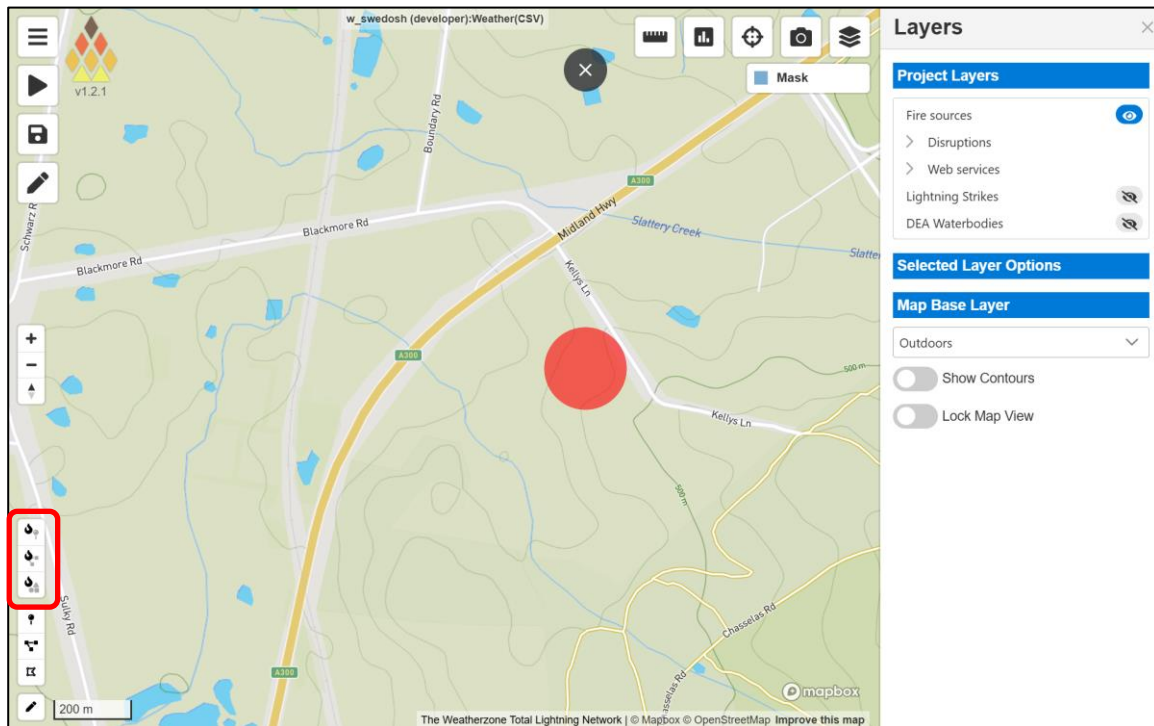 w_swedosh (developer):Weather(CSV)
v1.2.1
Mask
Boundary Rd
A300
Midland Hwy
Slattery Creek
Slatte
Schwarz R
Blackmore Rd
Blackmore Rd
Kellys Ln
A300
500 m
Kellys Ln
500 m
Sulky Rd
Chasselas Rd
Chasselas Rd
A300
200 m
mapbox
The Weatherzone Total Lightning Network | © Mapbox © OpenStreetMap Improve this map
Layers
Project Layers
Fire sources
Disruptions
Web services
Lightning Strikes
DEA Waterbodies
Selected Layer Options
Map Base Layer
Outdoors
Show Contours
Lock Map View